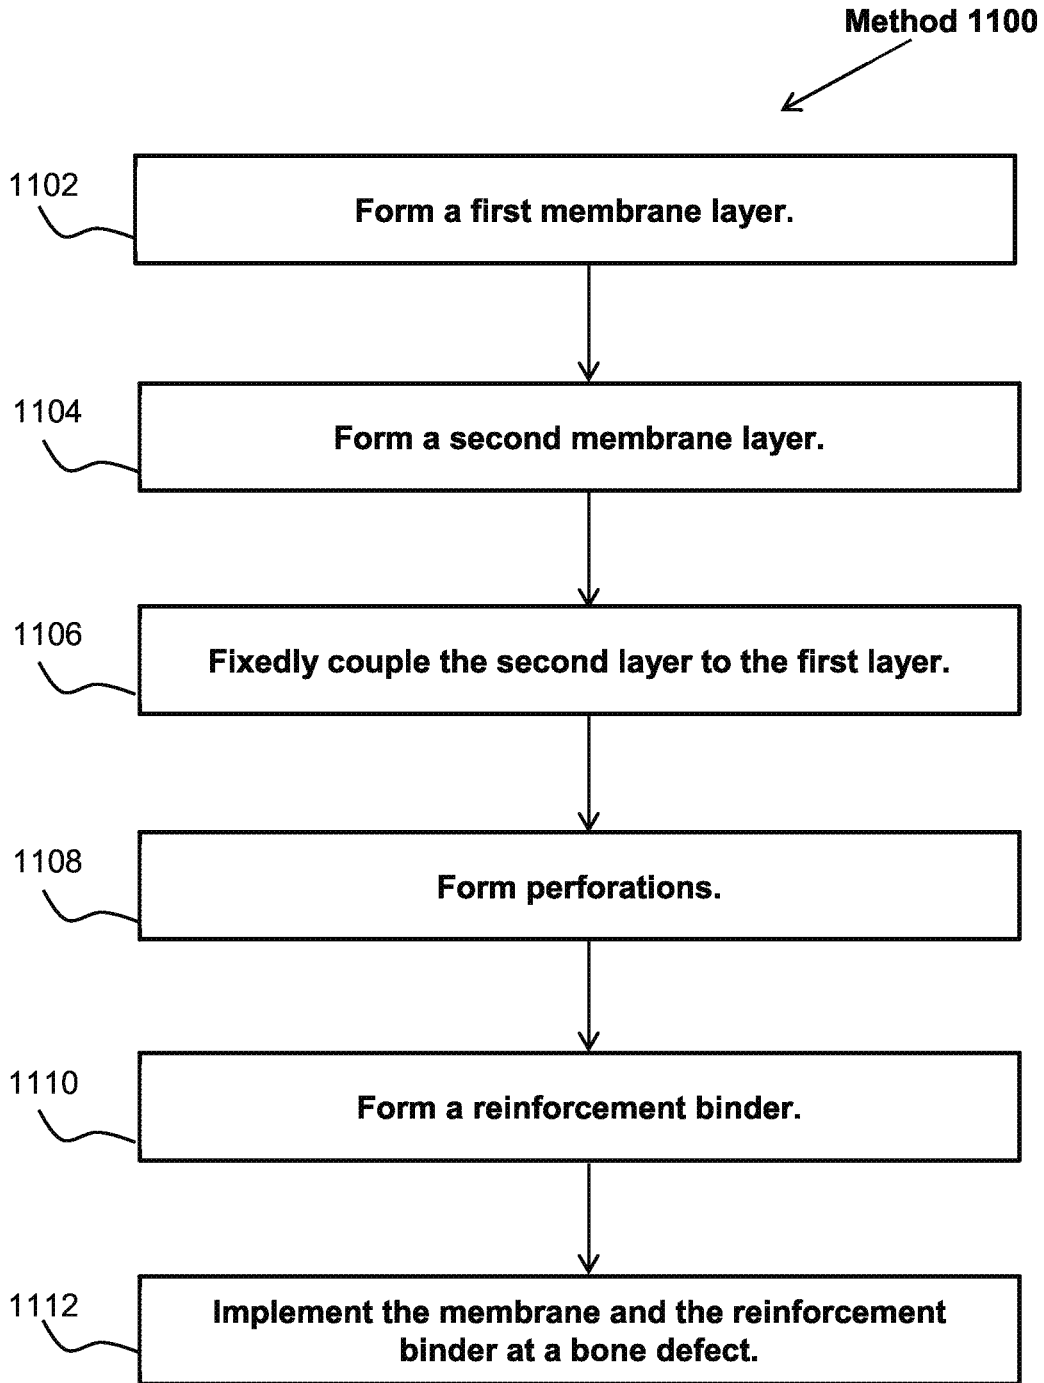 Method 1100
1102
Form a first membrane layer.
1104
Form a second membrane layer.
1106
Fixedly couple the second layer to the first layer.
1108
Form perforations.
1110
Form a reinforcement binder.
1112
Implement the membrane and the reinforcement
binder at a bone defect.